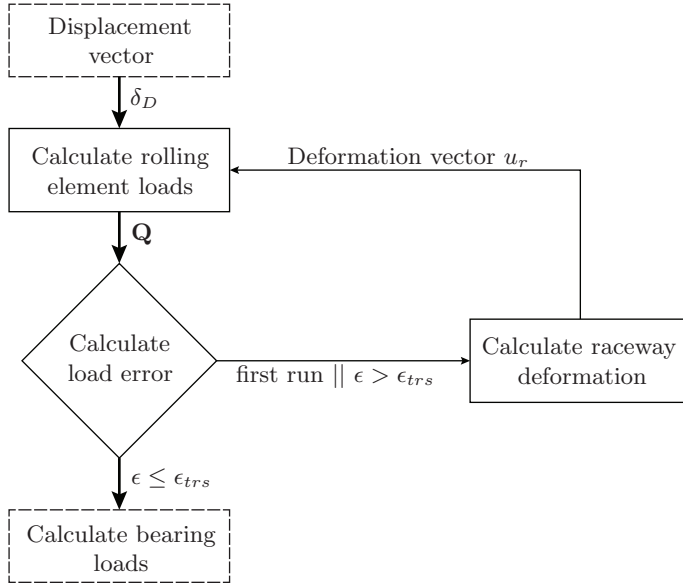 Displacement
vector
δ_D
Calculate rolling
element loads
Deformation vector u_r
Q
Calculate
load error
first run || ϵ > ϵ_trs
Calculate raceway
deformation
ϵ ≤ ϵ_trs
Calculate bearing
loads